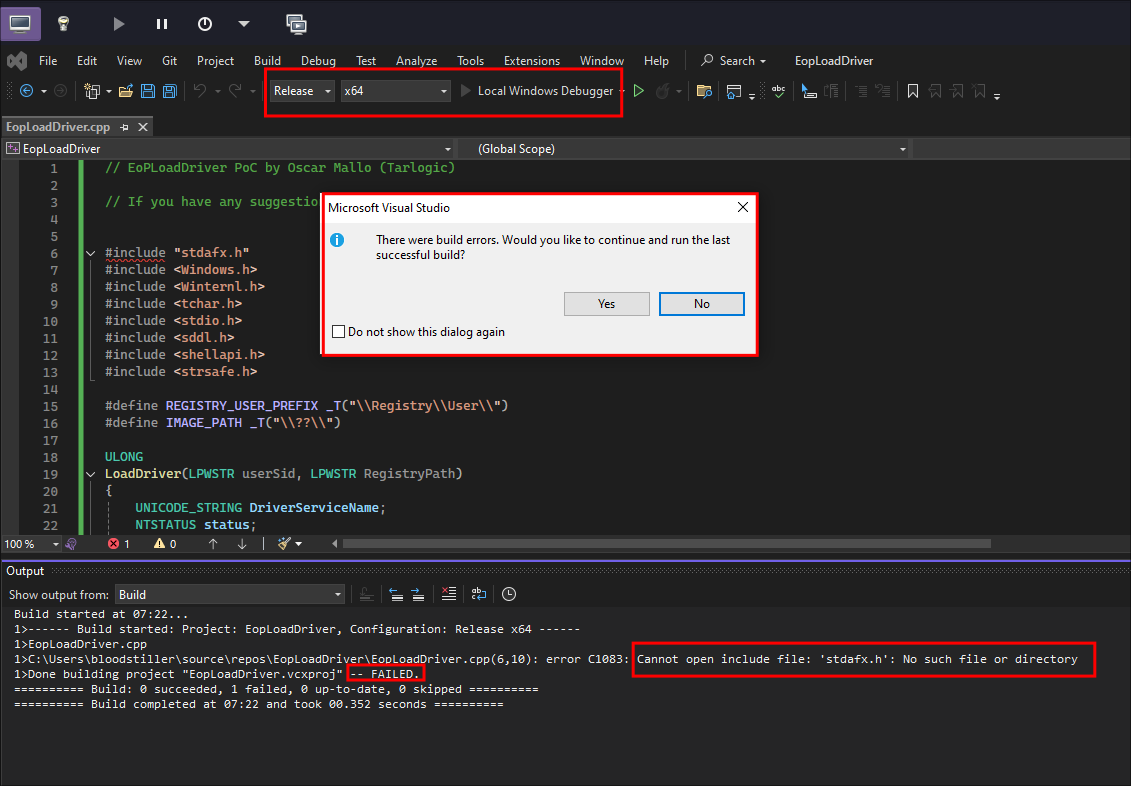 File Edit View Git Project Build Debug Test Analyze Tools Extensions Window Help Search EopLoadDriver
Release x64 Local Windows Debugger
EopLoadDriver.cpp
EopLoadDriver (Global Scope)
1 // EoPLoadDriver PoC by Oscar Mallo (Tarlogic)
2
3 // If you have any suggestio
4
5
6 #include "stdafx.h"
7 #include <Windows.h>
8 #include <Winternl.h>
9 #include <tchar.h>
10 #include <stdio.h>
11 #include <sddl.h>
12 #include <shellapi.h>
13 #include <strsafe.h>
14
15 #define REGISTRY_USER_PREFIX _T("\\Registry\\User\\")
16 #define IMAGE_PATH _T("\\??\\")
17
18 ULONG
19 LoadDriver(LPWSTR userSid, LPWSTR RegistryPath)
20 {
21 UNICODE_STRING DriverServiceName;
22 NTSTATUS status;
Microsoft Visual Studio
There were build errors. Would you like to continue and run the last
successful build?
Yes No
Do not show this dialog again
100 % 1 0
Output
Show output from: Build
Build started at 07:22...
1>------ Build started: Project: EopLoadDriver, Configuration: Release x64 ------
1>EopLoadDriver.cpp
1>C:\Users\bloodstiller\source\repos\EopLoadDriver\EopLoadDriver.cpp(6,10): error C1083: Cannot open include file: 'stdafx.h': No such file or directory
1>Done building project "EopLoadDriver.vcxproj" -- FAILED.
========== Build: 0 succeeded, 1 failed, 0 up-to-date, 0 skipped ==========
========== Build completed at 07:22 and took 00.352 seconds ==========